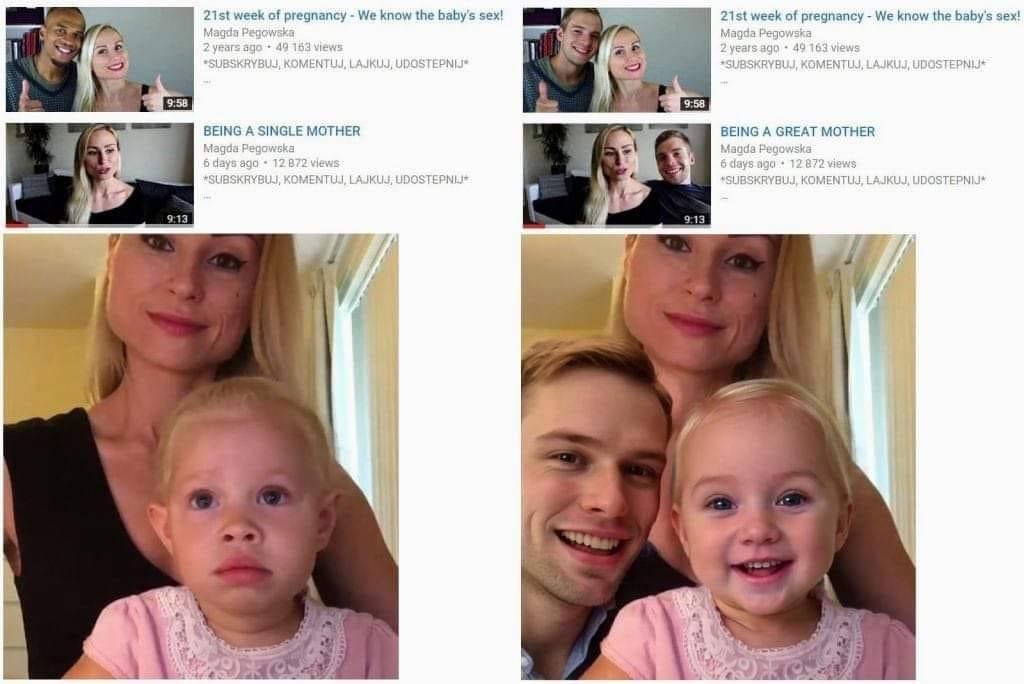 21st week of pregnancy - We know the baby's sex!
Magda Pegowska
2 years ago • 49 163 views
*SUBSKRYBUJ, KOMENTUJ, LAJKUJ, UDOSTEPNIJ*
...
9:58
BEING A SINGLE MOTHER
Magda Pegowska
6 days ago • 12 872 views
*SUBSKRYBUJ, KOMENTUJ, LAJKUJ, UDOSTEPNIJ*
...
9:13
21st week of pregnancy - We know the baby's sex!
Magda Pegowska
2 years ago • 49 163 views
*SUBSKRYBUJ, KOMENTUJ, LAJKUJ, UDOSTEPNIJ*
...
9:58
BEING A GREAT MOTHER
Magda Pegowska
6 days ago • 12 872 views
*SUBSKRYBUJ, KOMENTUJ, LAJKUJ, UDOSTEPNIJ*
...
9:13